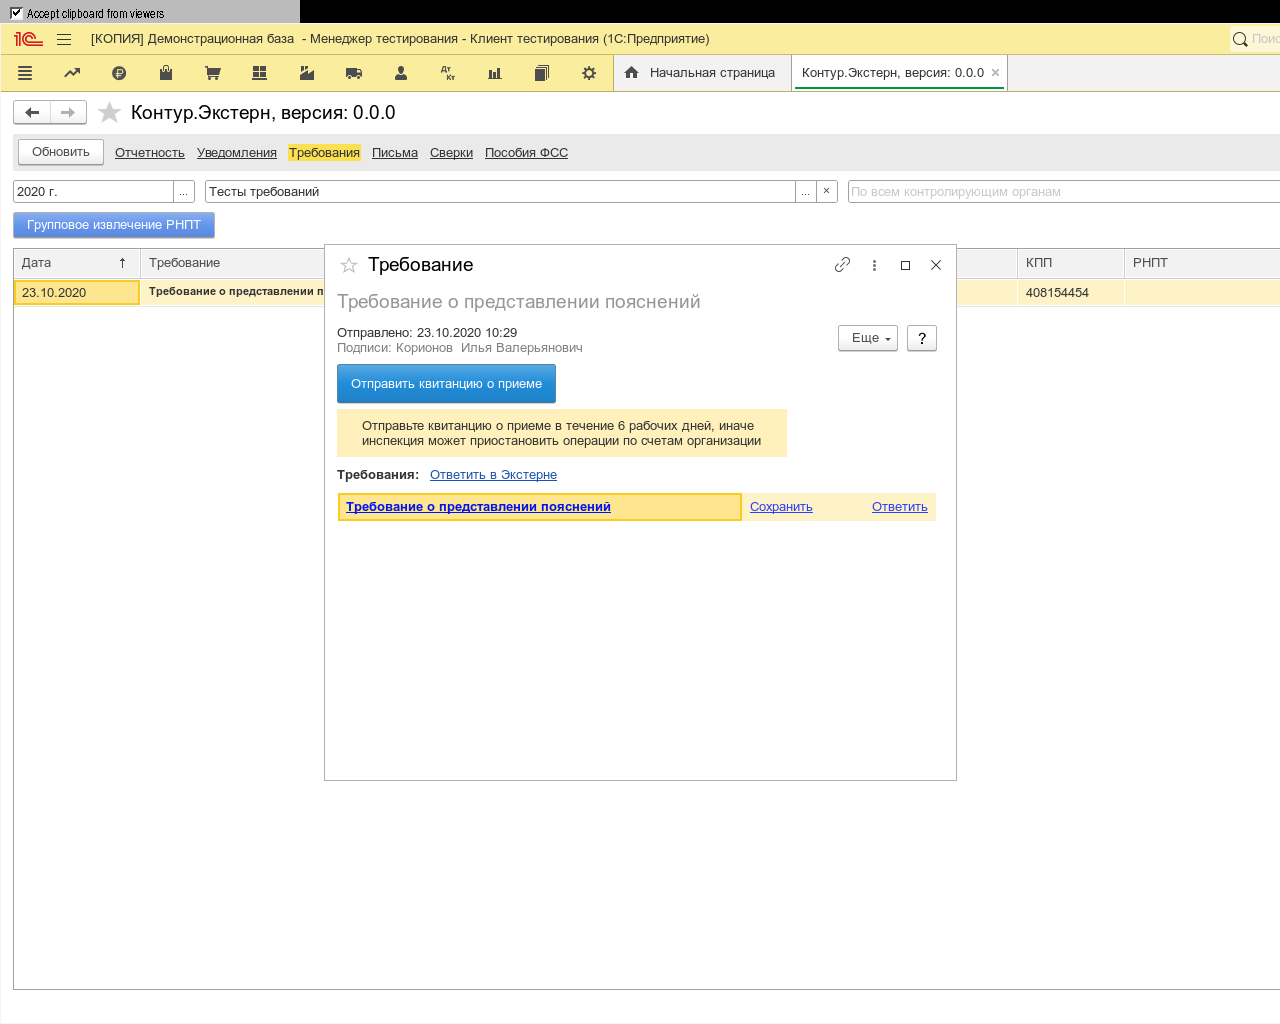 Accept clipboard from viewers
[КОПИЯ] Демонстрационная база - Менеджер тестирования - Клиент тестирования (1С:Предприятие)
Поис
Начальная страница
Контур.Экстерн, версия: 0.0.0
Контур.Экстерн, версия: 0.0.0
Обновить Отчетность Уведомления Требования Письма Сверки Пособия ФСС
2020 г. ... Тесты требований ... × По всем контролирующим органам
Групповое извлечение РНПТ
Дата ↑ Требование КПП РНПТ
23.10.2020 Требование о представлении п 408154454
Требование
Требование о представлении пояснений
Отправлено: 23.10.2020 10:29
Подписи: Корионов Илья Валерьянович
Еще ?
Отправить квитанцию о приеме
Отправьте квитанцию о приеме в течение 6 рабочих дней, иначе
инспекция может приостановить операции по счетам организации
Требования: Ответить в Экстерне
Требование о представлении пояснений Сохранить Ответить